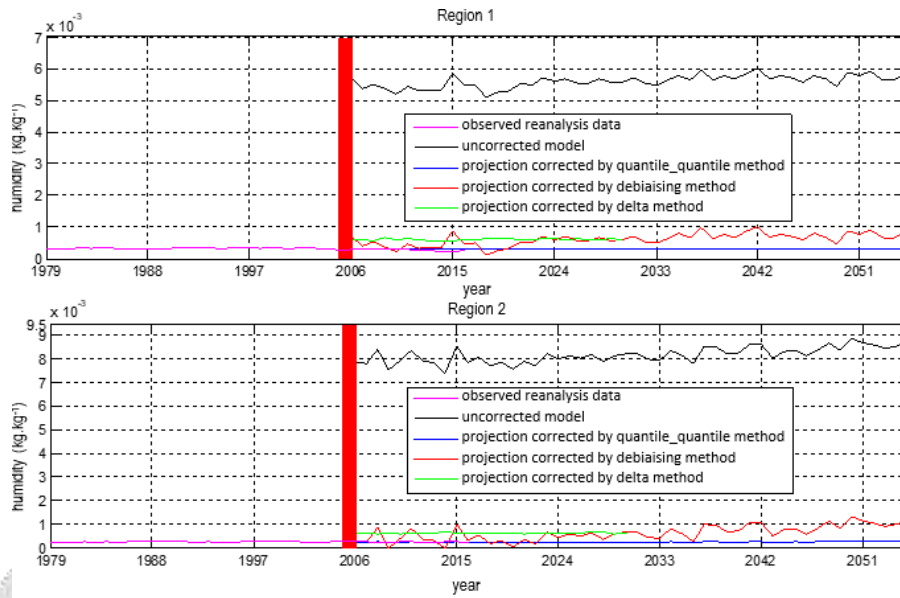 Region 1
x 10⁻³
7
6
5
4
3
2
1
0
humidity (Kg.Kg⁻¹)
observed reanalysis data
uncorrected model
projection corrected by quantile_quantile method
projection corrected by debiaising method
projection corrected by delta method
1979 1988 1997 2006 2015 2024 2033 2042 2051
year
Region 2
x 10⁻³
9.5
9
8
7
6
5
4
3
2
1
0
humidity (kg.kg⁻¹)
observed reanalysis data
uncorrected model
projection corrected by quantile_quantile method
projection corrected by debiaising method
projection corrected by delta method
1979 1988 1997 2006 2015 2024 2033 2042 2051
year